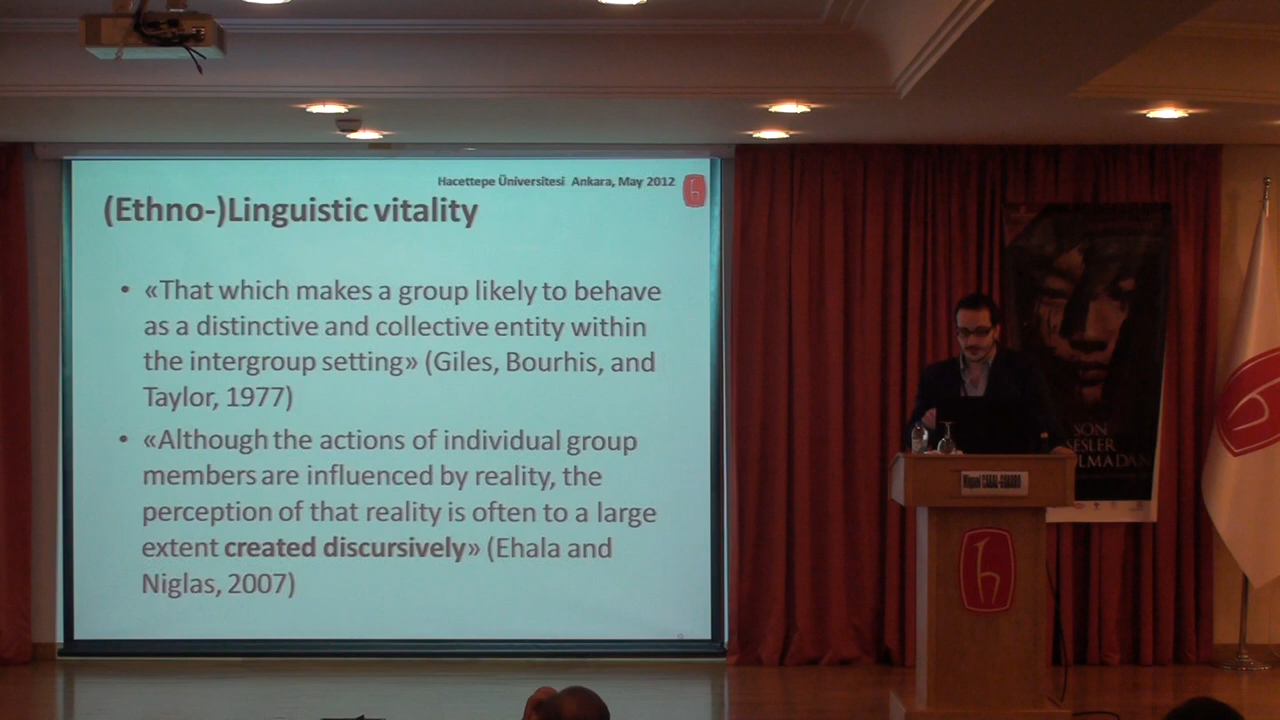 Hacettepe Üniversitesi Ankara, May 2012
(Ethno-)Linguistic vitality
• «That which makes a group likely to behave
as a distinctive and collective entity within
the intergroup setting» (Giles, Bourhis, and
Taylor, 1977)
• «Although the actions of individual group
members are influenced by reality, the
perception of that reality is often to a large
extent created discursively» (Ehala and
Niglas, 2007)
SON
SESLER
Miquel CABAL-GUARRO